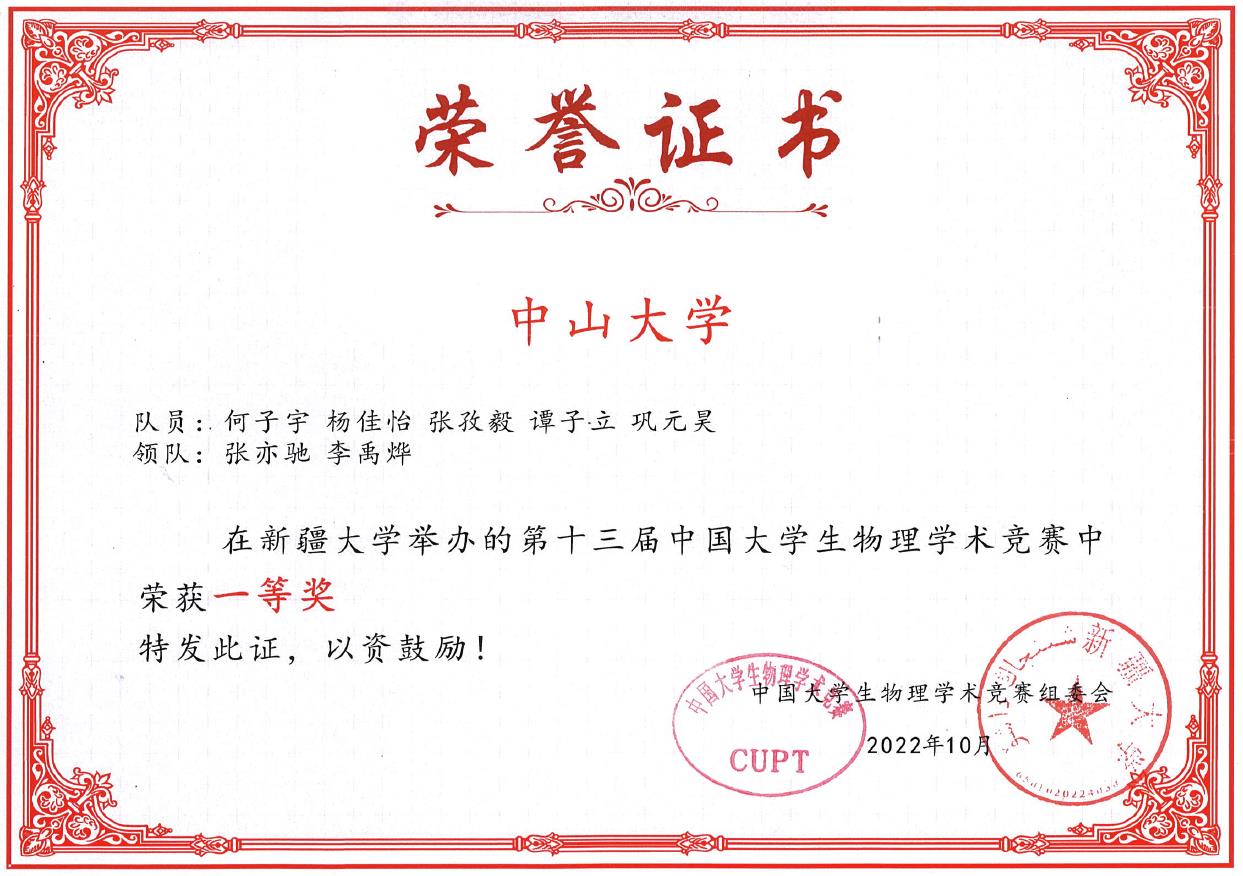 荣誉证书
中山大学
队员：何子宇 杨佳怡 张孜毅 谭子立 巩元昊
领队：张亦驰 李禹烨
在新疆大学举办的第十三届中国大学生物理学术竞赛中
荣获一等奖
特发此证，以资鼓励！
中国大学生物理学术竞赛
CUPT
中国大学生物理学术竞赛组委会
2022年10月
新疆大学